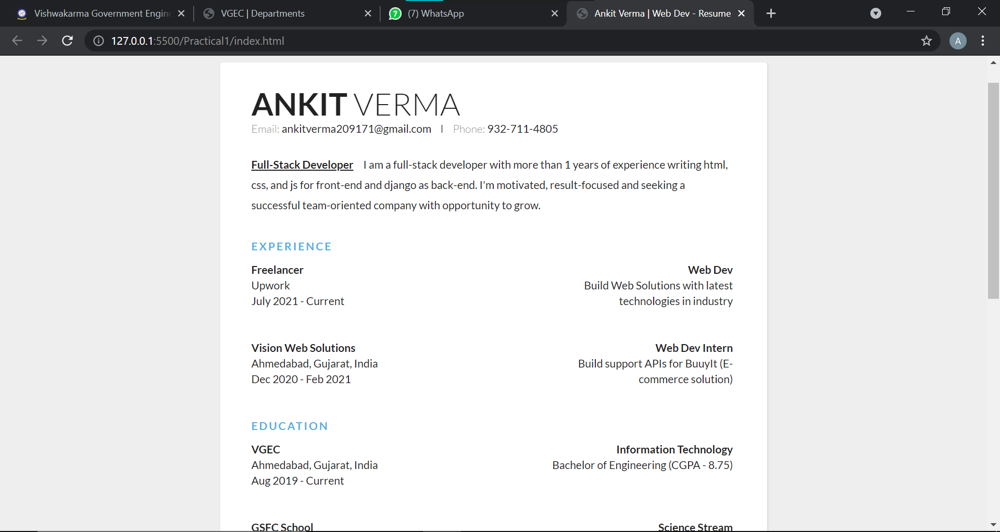 Vishwakarma Government Engin
VGEC | Departments
7
(7) WhatsApp
Ankit Verma | Web Dev - Resume
127.0.0.1:5500/Practical1/index.html
A
ANKIT VERMA
Email: ankitverma209171@gmail.com | Phone: 932-711-4805
Full-Stack Developer I am a full-stack developer with more than 1 years of experience writing html,
css, and js for front-end and django as back-end. I'm motivated, result-focused and seeking a
successful team-oriented company with opportunity to grow.
EXPERIENCE
Freelancer
Upwork
July 2021 - Current
Web Dev
Build Web Solutions with latest
technologies in industry
Vision Web Solutions
Ahmedabad, Gujarat, India
Dec 2020 - Feb 2021
Web Dev Intern
Build support APIs for BuuyIt (E-
commerce solution)
EDUCATION
VGEC
Ahmedabad, Gujarat, India
Aug 2019 - Current
Information Technology
Bachelor of Engineering (CGPA - 8.75)
GSFC School
Science Stream